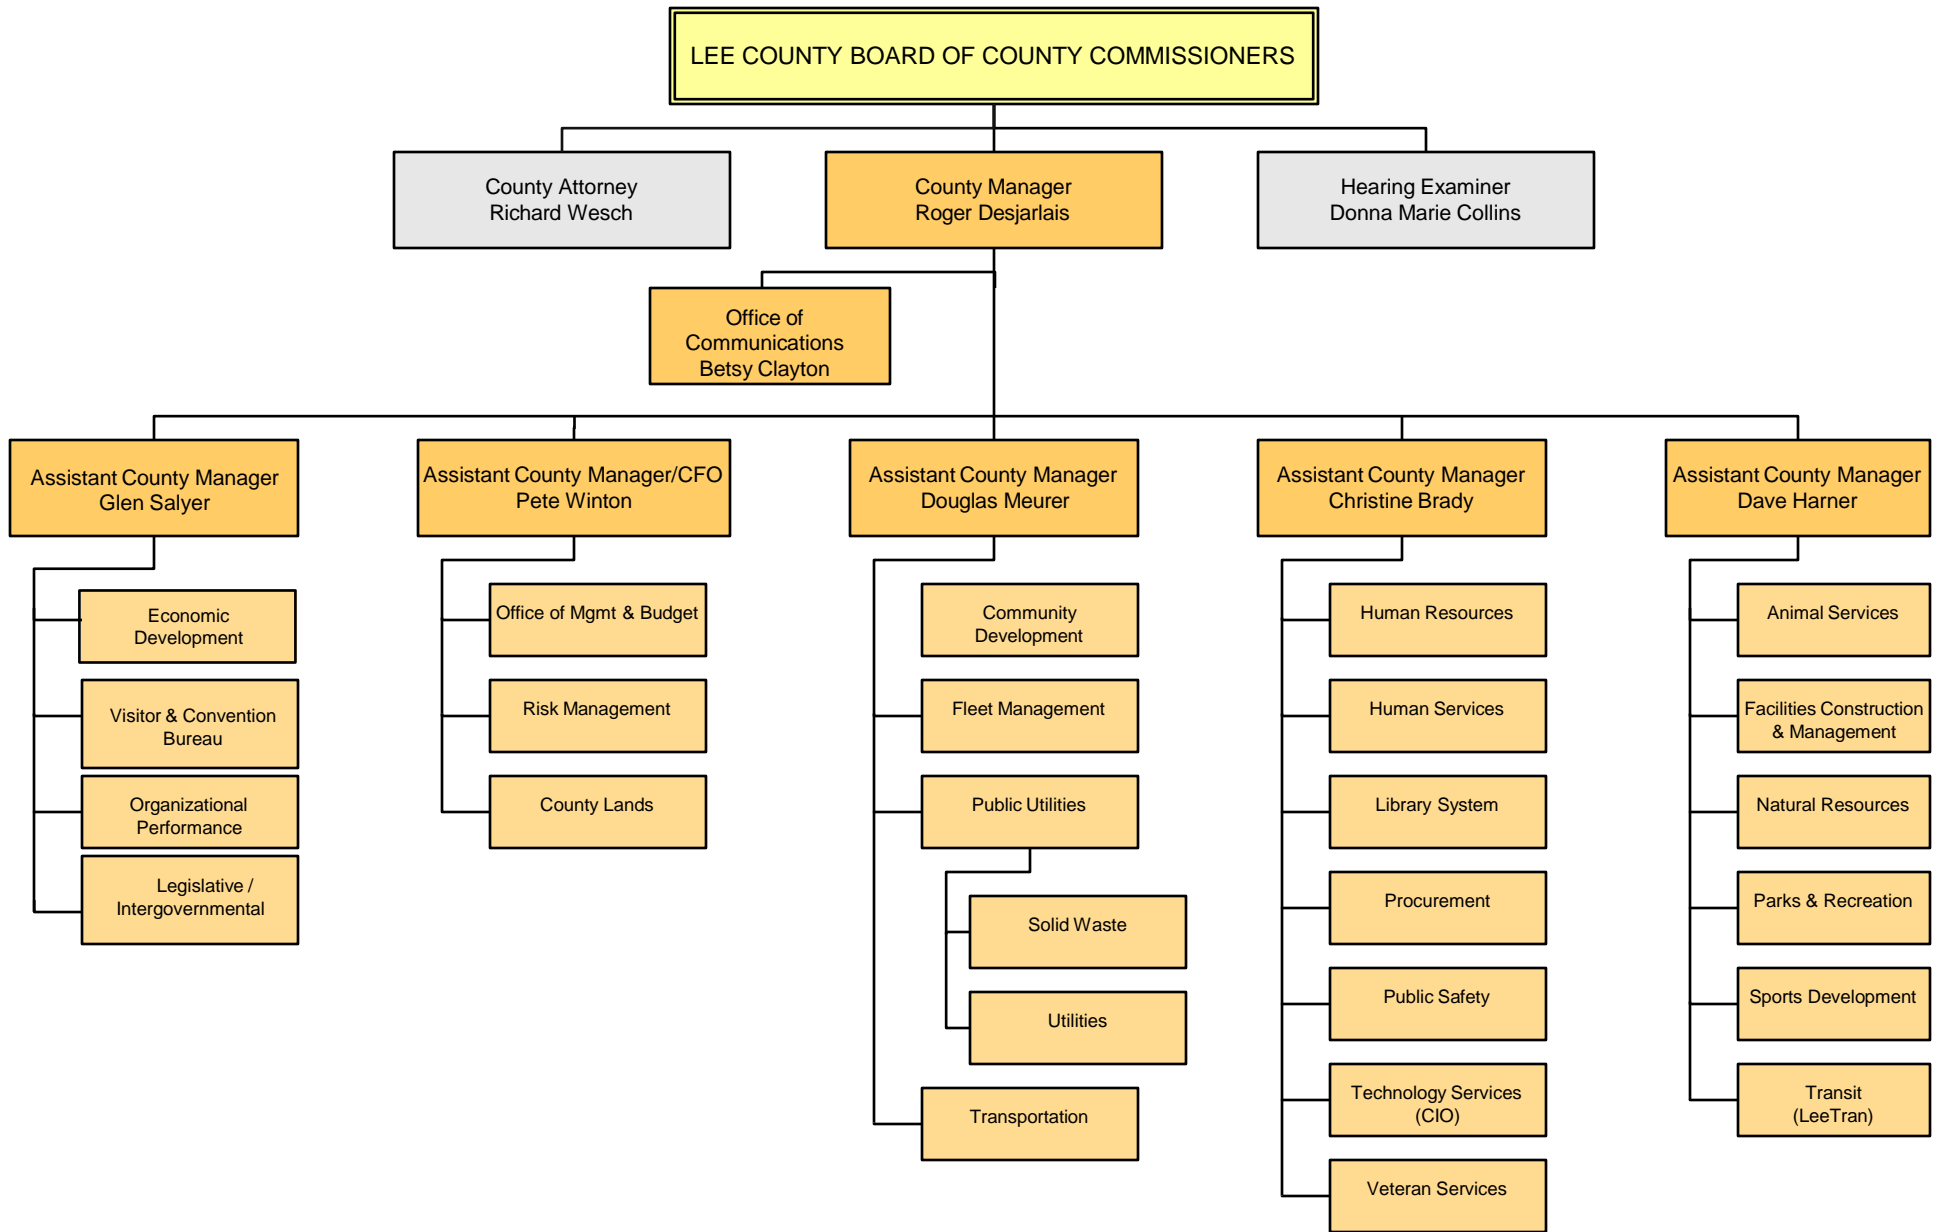 LEE COUNTY BOARD OF COUNTY COMMISSIONERS
County Attorney
Richard Wesch
County Manager
Roger Desjarlais
Hearing Examiner
Donna Marie Collins
Office of
Communications
Betsy Clayton
Assistant County Manager
Glen Salyer
Assistant County Manager/CFO
Pete Winton
Assistant County Manager
Douglas Meurer
Assistant County Manager
Christine Brady
Assistant County Manager
Dave Harner
Economic
Development
Visitor & Convention
Bureau
Organizational
Performance
Legislative /
Intergovernmental
Office of Mgmt & Budget
Risk Management
County Lands
Community
Development
Fleet Management
Public Utilities
Solid Waste
Utilities
Transportation
Human Resources
Human Services
Library System
Procurement
Public Safety
Technology Services
(CIO)
Veteran Services
Animal Services
Facilities Construction
& Management
Natural Resources
Parks & Recreation
Sports Development
Transit
(LeeTran)